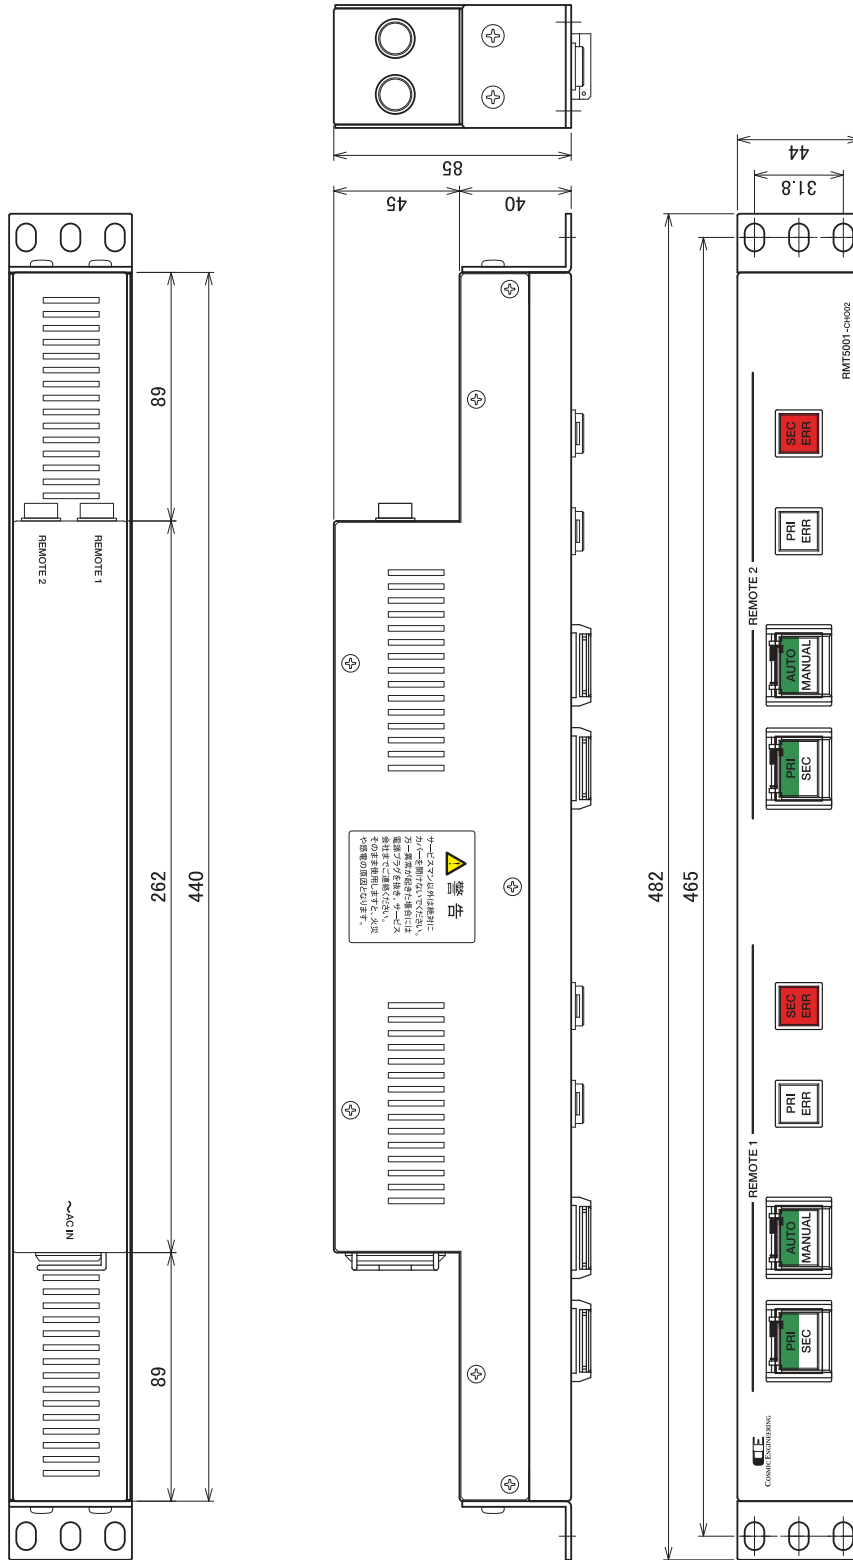 85
45
40
44
31.8
89
262
440
89
REMOTE 2
REMOTE 1
～AC IN
警告
サービスマン以外は絶対に
カバーを開けないでください。
万一異常が起きた場合には
電源プラグを抜き、サービス
会社までご連絡ください。
そのまま使用しますと、火災
や感電の原因となります。
482
465
COSMIC ENGINEERING
REMOTE 1
PRI
SEC
AUTO
MANUAL
PRI
ERR
SEC
ERR
REMOTE 2
PRI
SEC
AUTO
MANUAL
PRI
ERR
SEC
ERR
RMT5001-CHO02